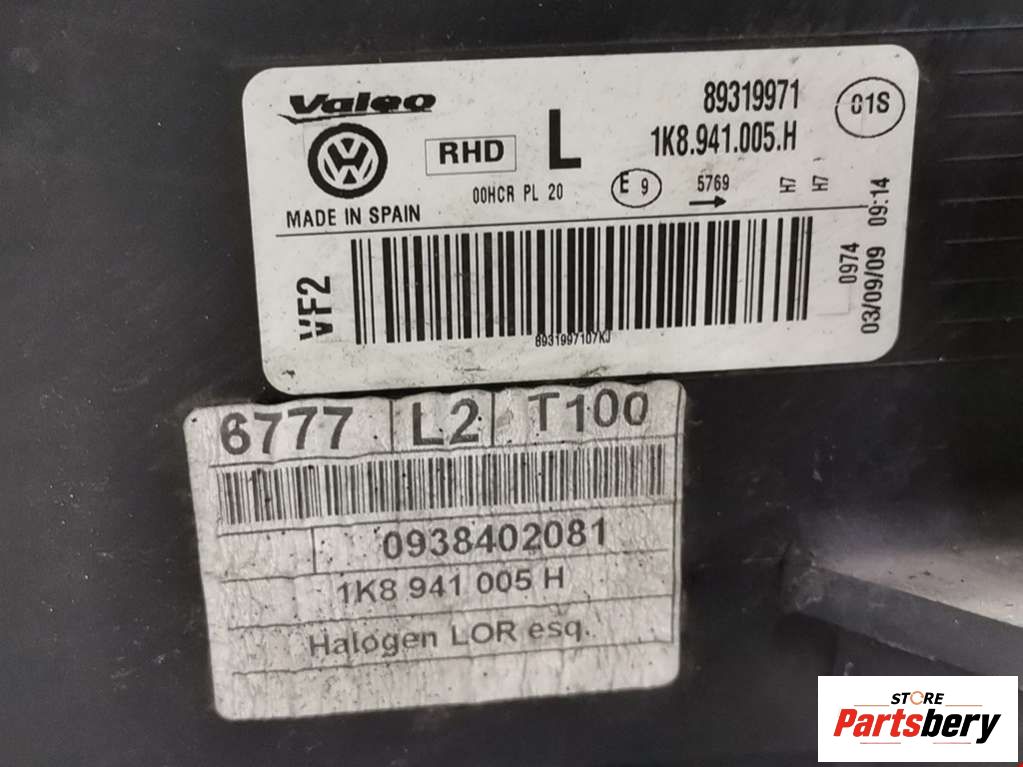 Valeo
RHD
L
89319971
1K8.941.005.H
01S
00HCR PL 20
E 9
5769
H7
H7
MADE IN SPAIN
VF2
8931997107KJ
0974
03/09/09 09:14
6777 L2 T100
0938402081
1K8 941 005 H
Halogen LOR esq.
STORE
Partsbery